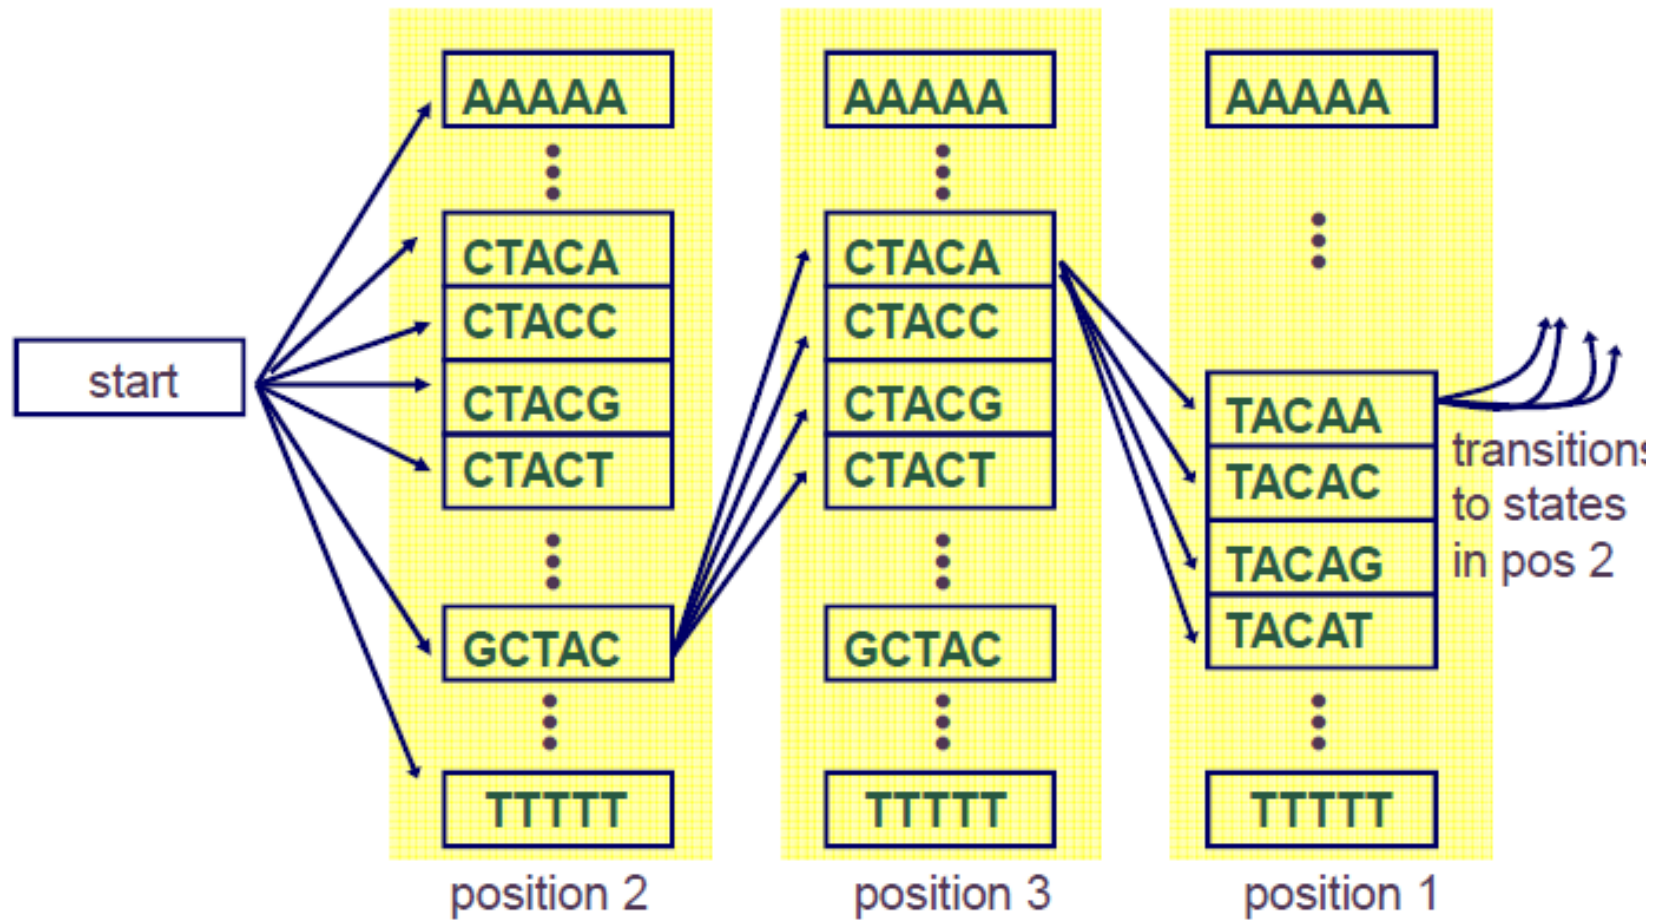 start
AAAAA
CTACA
CTACC
CTACG
CTACT
GCTAC
TTTTT
position 2
AAAAA
CTACA
CTACC
CTACG
CTACT
GCTAC
TTTTT
position 3
AAAAA
TACAA
TACAC
TACAG
TACAT
TTTTT
position 1
transitions
to states
in pos 2